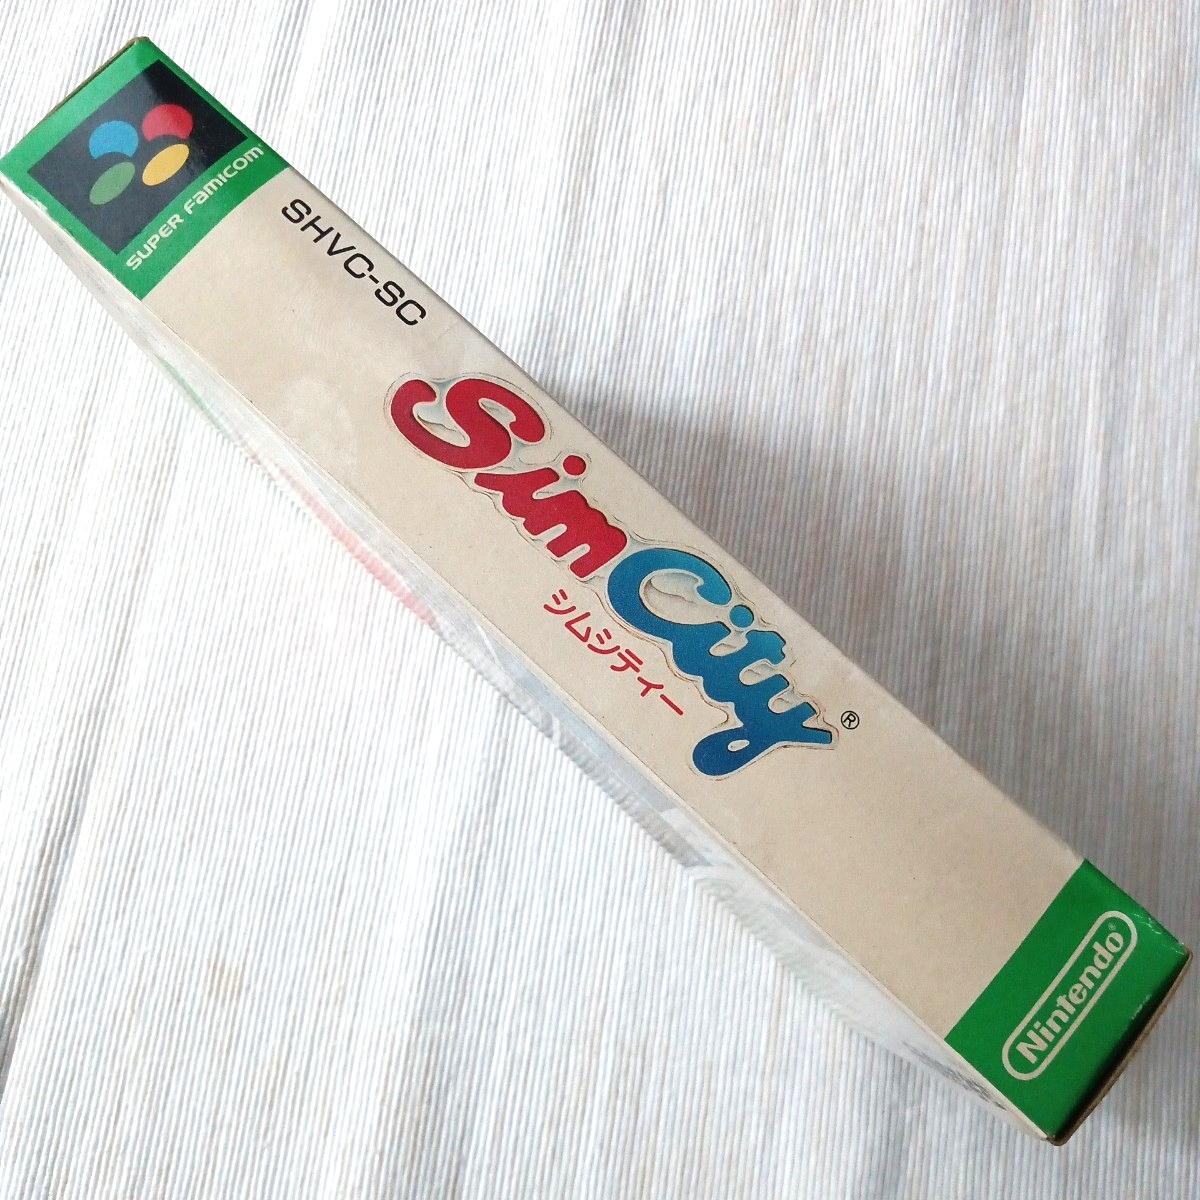 SUPER FAMICOM
SHVC-SC
SimCity®
シムシティー
Nintendo®